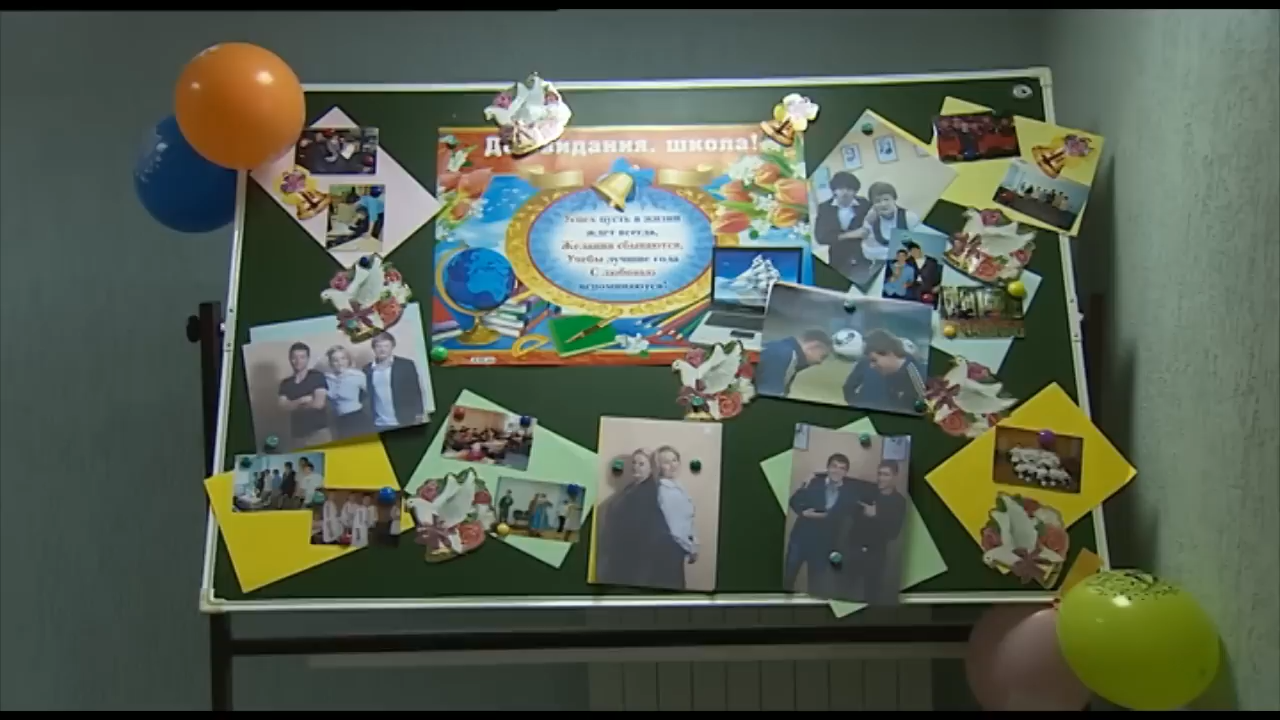 До свидания, школа!
Успех пусть в жизни
ждет всегда,
Желания сбываются,
Учебы лучшие года
С любовью
вспоминаются!